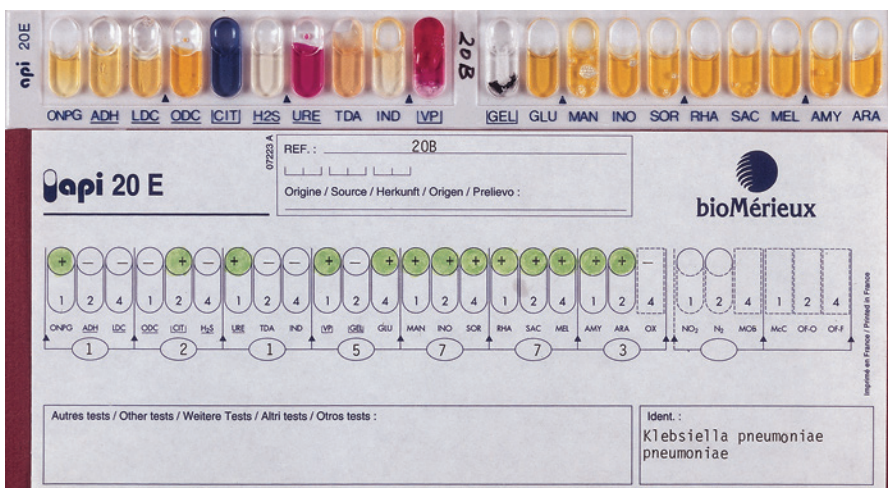 api 20E
20B
ONPG ADH LDC ODC |CIT| H2S URE TDA IND |VP| |GEL| GLU MAN INO SOR RHA SAC MEL AMY ARA
07223 A
REF. : 20B
Origine / Source / Herkunft / Origen / Prelievo :
api 20 E
bioMérieux
+ − − − + − + − − + − + + + + + + + + + −
1 2 4 1 2 4 1 2 4 1 2 4 1 2 4 1 2 4 1 2 4 1 2 4 1 2 4
ONPG ADH LDC ODC |CIT| H₂S URE TDA IND |VP| |GEL| GLU MAN INO SOR RHA SAC MEL AMY ARA OX NO₂ N₂ MOB McC OF-O OF-F
1 2 1 5 7 7 3
Imprimé en France / Printed in France
Autres tests / Other tests / Weitere Tests / Altri tests / Otros tests :
Ident. :
Klebsiella pneumoniae
pneumoniae